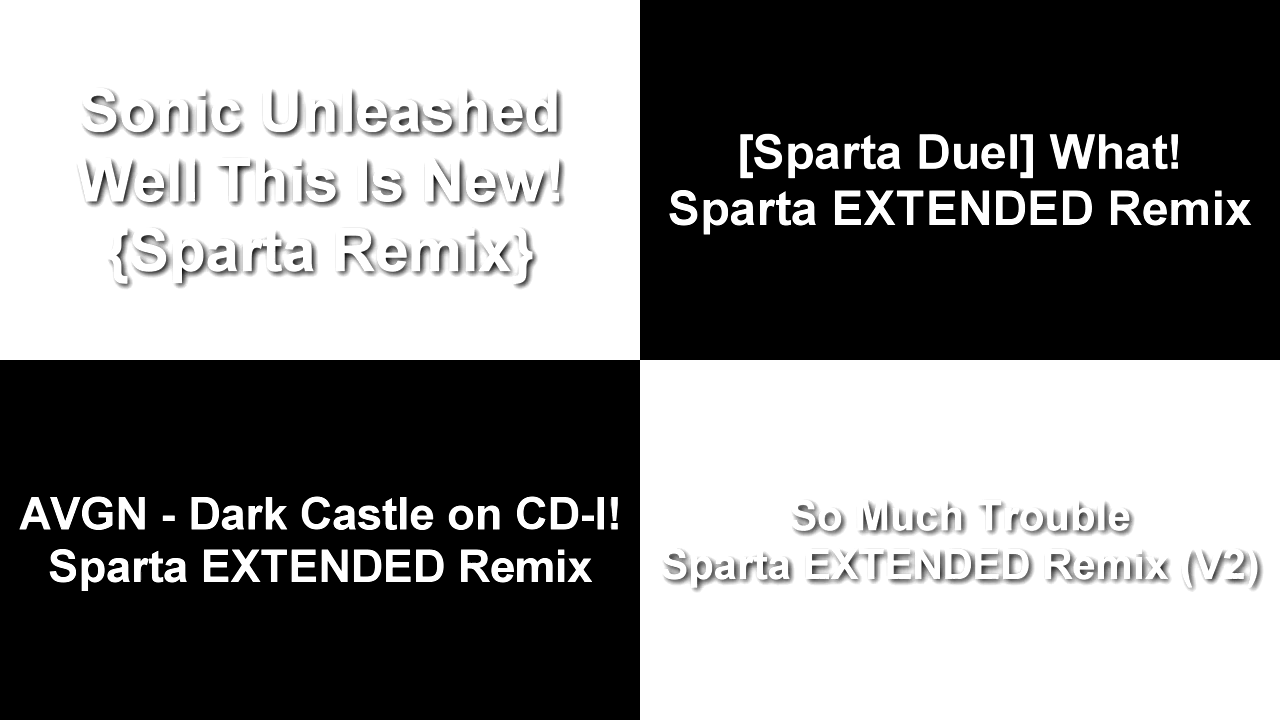 Sonic Unleashed
Well This Is New!
{Sparta Remix}
[Sparta Duel] What!
Sparta EXTENDED Remix
AVGN - Dark Castle on CD-I!
Sparta EXTENDED Remix
So Much Trouble
Sparta EXTENDED Remix (V2)